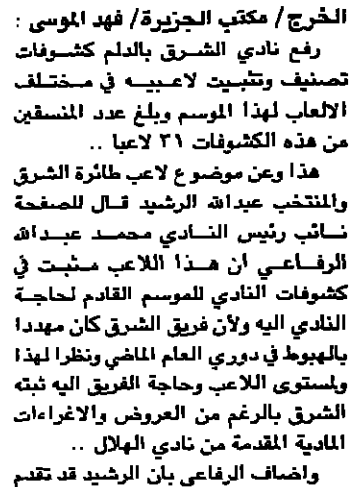 الخرج/ مكتب الجزيرة/ فهد الموسى :
رفع نادي الشرق بالدلم كشوفات
تصنيف وتثبيت لاعبيه في مختلف
الالعاب لهذا الموسم وبلغ عدد المنسقين
من هذه الكشوفات ٣١ لاعبا ..
هذا وعن موضوع لاعب طائرة الشرق
والمنتخب عبدالله الرشيد قال للصفحة
نائب رئيس النادي محمد عبدالله
الرفاعي ان هذا اللاعب مثبت في
كشوفات النادي للموسم القادم لحاجة
النادي اليه ولأن فريق الشرق كان مهددا
بالهبوط في دوري العام الماضي ونظرا لهذا
ولمستوى اللاعب وحاجة الفريق اليه ثبته
الشرق بالرغم من العروض والاغراءات
المادية المقدمة من نادي الهلال ..
واضاف الرفاعي بان الرشيد قد تقدم